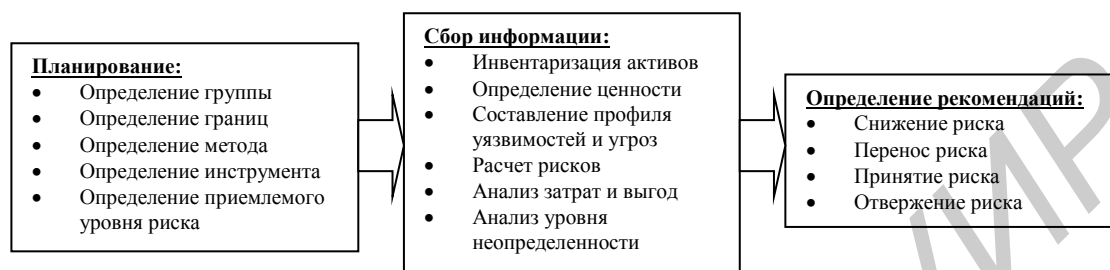 Планирование:
• Определение группы
• Определение границ
• Определение метода
• Определение инструмента
• Определение приемлемого
уровня риска
Сбор информации:
• Инвентаризация активов
• Определение ценности
• Составление профиля
уязвимостей и угроз
• Расчет рисков
• Анализ затрат и выгод
• Анализ уровня
неопределенности
Определение рекомендаций:
• Снижение риска
• Перенос риска
• Принятие риска
• Отвержение риска